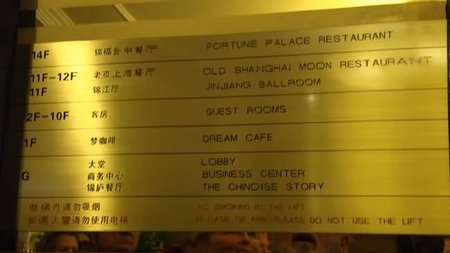 14F 锦福会中餐厅 FORTUNE PALACE RESTAURANT
11F-12F 老夜上海餐厅 OLD SHANGHAI MOON RESTAURANT
11F 锦江厅 JINJIANG BALLROOM
2F-10F 客房 GUEST ROOMS
1F 梦咖啡 DREAM CAFE
大堂 LOBBY
G 商务中心 BUSINESS CENTER
锦庐餐厅 THE CHINOISE STORY
电梯内请勿吸烟 NO SMOKING IN THE LIFT
如遇火警请勿使用电梯 IN CASE OF FIRE PLEASE DO NOT USE THE LIFT